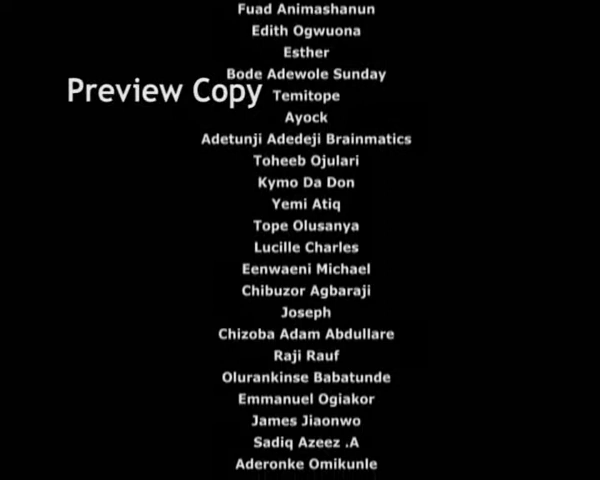 Fuad Animashanun
Edith Ogwuona
Esther
Bode Adewole Sunday
Preview Copy
Temitope
Ayock
Adetunji Adedeji Brainmatics
Toheeb Ojulari
Kymo Da Don
Yemi Atiq
Tope Olusanya
Lucille Charles
Eenwaeni Michael
Chibuzor Agbaraji
Joseph
Chizoba Adam Abdullare
Raji Rauf
Olurankinse Babatunde
Emmanuel Ogiakor
James Jiaonwo
Sadiq Azeez .A
Aderonke Omikunle